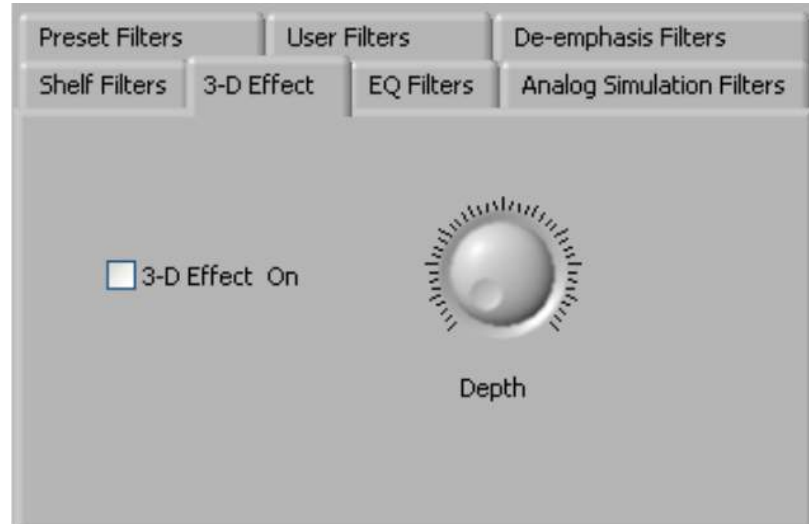 Preset Filters User Filters De-emphasis Filters
Shelf Filters 3-D Effect EQ Filters Analog Simulation Filters
3-D Effect On
Depth